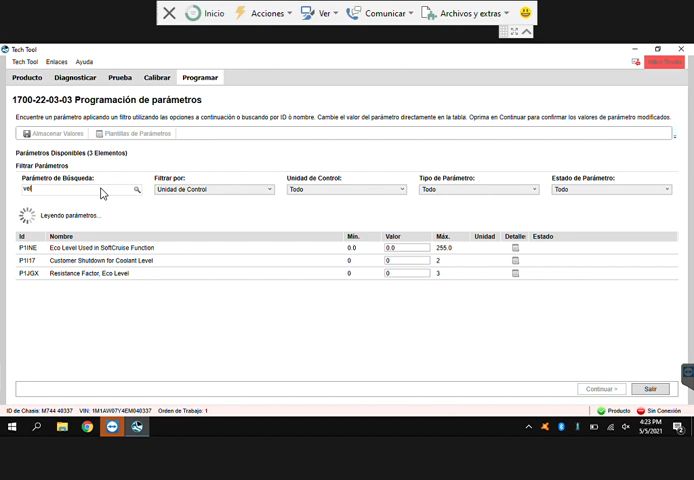 Inicio Acciones Ver Comunicar Archivos y extras
Tech Tool
Tech Tool Enlaces Ayuda
Producto Diagnosticar Prueba Calibrar Programar
1700-22-03-03 Programación de parámetros
Encuentre un parámetro aplicando un filtro utilizando las opciones a continuación o buscando por ID ó nombre. Cambie el valor del parámetro directamente en la tabla. Oprima en Continuar para confirmar los valores de parámetro modificados.
Almacenar Valores Plantillas de Parámetros
Parámetros Disponibles (3 Elementos)
Filtrar Parámetros
Parámetro de Búsqueda: Filtrar por: Unidad de Control: Tipo de Parámetro: Estado de Parámetro:
vel Unidad de Control Todo Todo Todo
Leyendo parámetros...
Id Nombre Mín. Valor Máx. Unidad Detalle: Estado
P1INE Eco Level Used in SoftCruise Function 0.0 0.0 255.0
P1I17 Customer Shutdown for Coolant Level 0 0 2
P1JGX Resistance Factor, Eco Level 0 0 3
Continuar > Salir
ID de Chasis: M744 40337 VIN: 1M1AW07Y4EM040337 Orden de Trabajo: 1 Producto Sin Conexión
4:23 PM
5/5/2021
2